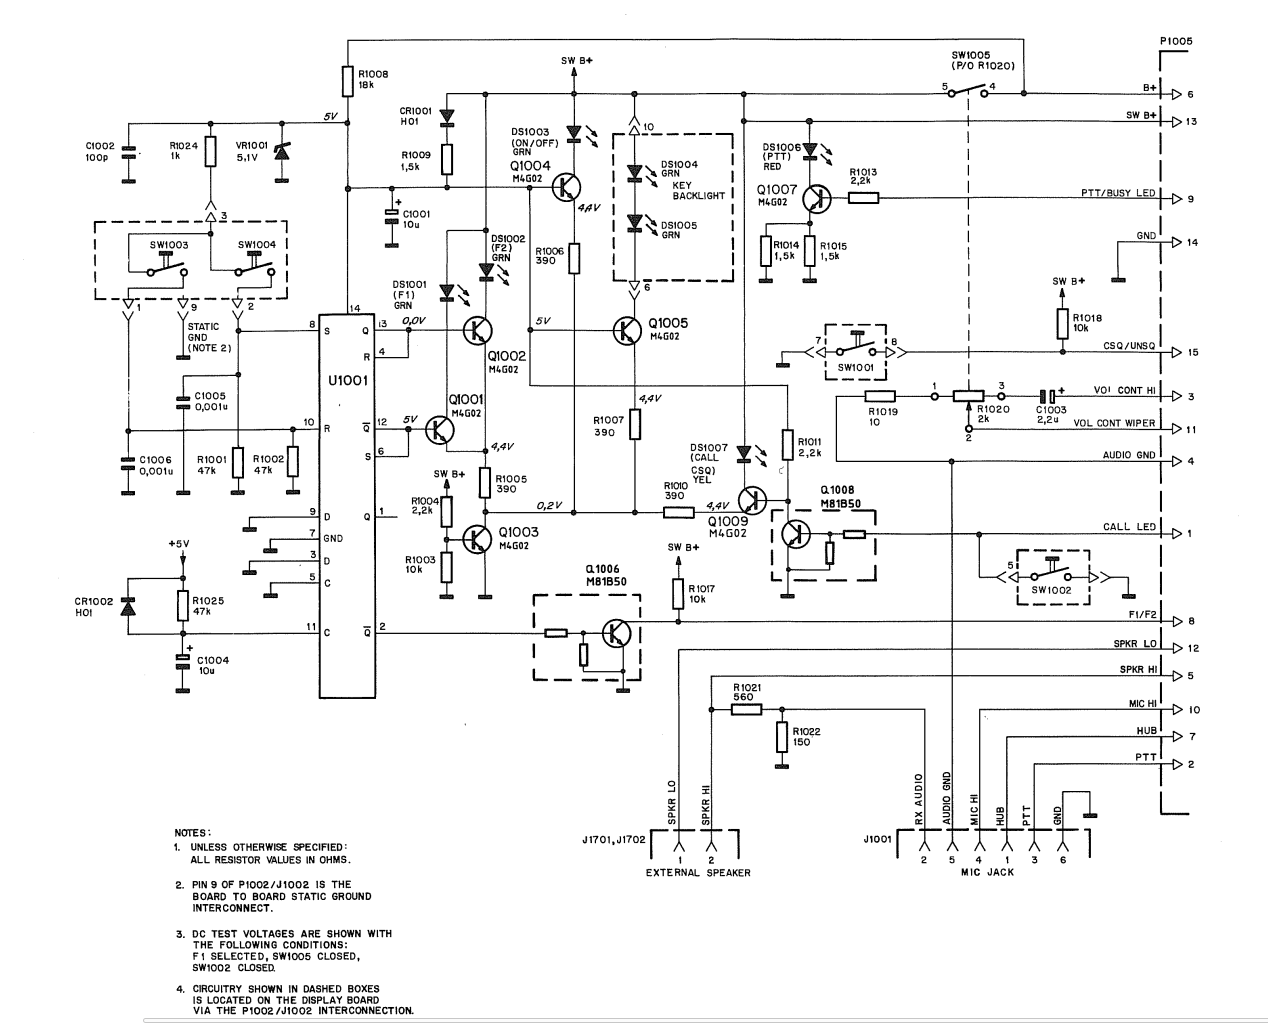 P1005
SW1005
(P/O R1020)
SW B+
R1008
18k
5 4
B+ 6
5V
CR1001
H01
SW B+ 13
C1002
100p
R1024
1k
VR1001
5,1V
DS1003
(ON/OFF)
GRN
10
DS1006
(PTT)
RED
R1009
1,5k
Q1004
M4G02
DS1004
GRN
KEY
BACKLIGHT
R1013
2,2k
Q1007
M4G02
PTT/BUSY LED 9
4,4V
+
C1001
10u
3
DS1005
GRN
GND 14
SW1003
SW1004
DS1002
(F2)
GRN
R1006
390
R1014
1,5k
R1015
1,5k
DS1001
(F1)
GRN
6
SW B+
1 9 2
14
STATIC
GND
(NOTE 2)
8 S
Q 13
0,0V
R 4
5V
Q1005
M4G02
R1018
10k
Q1002
M4G02
7 8
SW1001
CSQ/UNSQ 15
U1001
C1005
0,001u
Q1001
M4G02
4,4V
1 3
+
VOL CONT HI 3
R1019
10
R1020
2k
C1003
2,2u
2
10 R
Q 12
5V
S 6
R1007
390
VOL CONT WIPER 11
4,4V
DS1007
(CALL
CSQ)
YEL
R1011
2,2k
AUDIO GND 4
C1006
0,001u
R1001
47k
R1002
47k
SW B+
R1005
390
R1004
2,2k
R1010
390
0,2V
4,4V
Q1009
M4G02
Q1008
M81B50
9 D
Q 1
Q1003
M4G02
CALL LED 1
7 GND
+5V
SW B+
3 D
R1003
10k
5
SW1002
5 C
Q1006
M81B50
CR1002
H01
R1025
47k
R1017
10k
F1/F2 8
11 C
Q 2
SPKR LO 12
+
C1004
10u
SPKR HI 5
R1021
560
MIC HI 10
R1022
150
HUB 7
PTT 2
SPKR LO
SPKR HI
RX AUDIO
AUDIO GND
MIC HI
HUB
PTT
GND
J1701,J1702
J1001
1 2
2 5 4 1 3 6
EXTERNAL SPEAKER
MIC JACK
NOTES:
1. UNLESS OTHERWISE SPECIFIED:
ALL RESISTOR VALUES IN OHMS.
2. PIN 9 OF P1002/J1002 IS THE
BOARD TO BOARD STATIC GROUND
INTERCONNECT.
3. DC TEST VOLTAGES ARE SHOWN WITH
THE FOLLOWING CONDITIONS:
F1 SELECTED, SW1005 CLOSED,
SW1002 CLOSED.
4. CIRCUITRY SHOWN IN DASHED BOXES
IS LOCATED ON THE DISPLAY BOARD
VIA THE P1002/J1002 INTERCONNECTION.